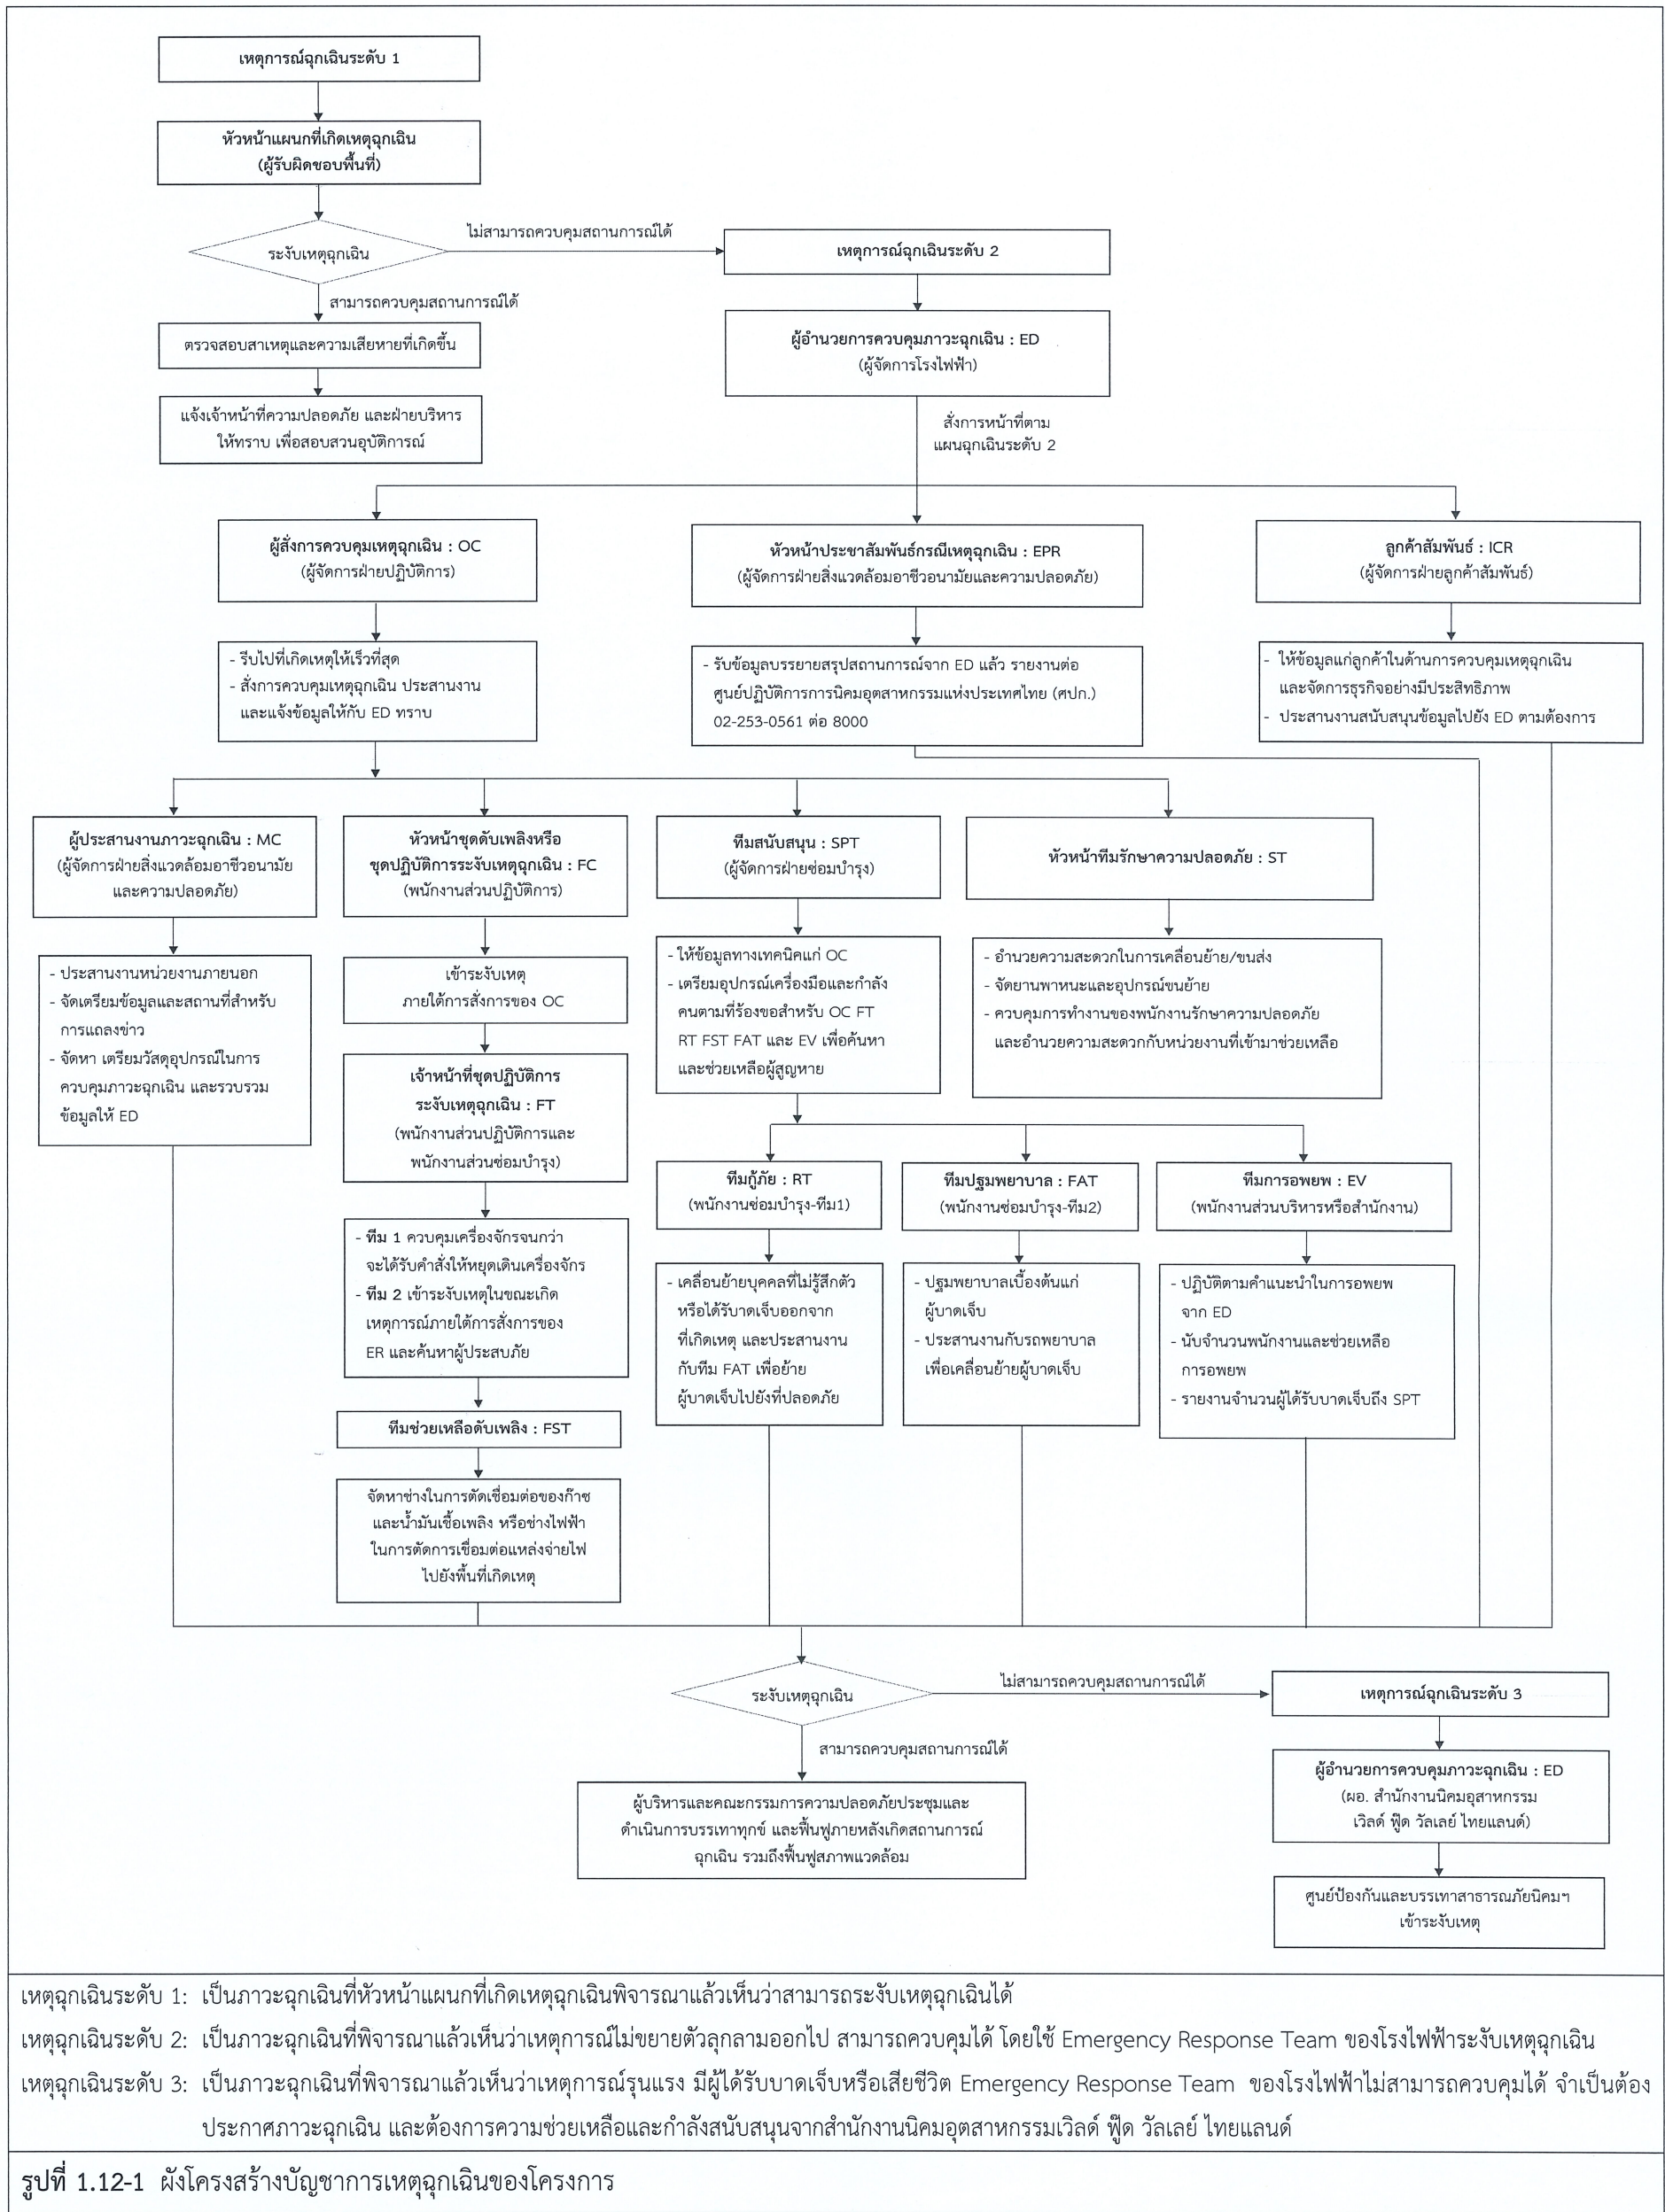 เหตุการณ์ฉุกเฉินระดับ 1
หัวหน้าแผนกที่เกิดเหตุฉุกเฉิน
(ผู้รับผิดชอบพื้นที่)
ระงับเหตุฉุกเฉิน
ไม่สามารถควบคุมสถานการณ์ได้
สามารถควบคุมสถานการณ์ได้
ตรวจสอบสาเหตุและความเสียหายที่เกิดขึ้น
แจ้งเจ้าหน้าที่ความปลอดภัย และฝ่ายบริหาร
ให้ทราบ เพื่อสอบสวนอุบัติการณ์
เหตุการณ์ฉุกเฉินระดับ 2
ผู้อำนวยการควบคุมภาวะฉุกเฉิน : ED
(ผู้จัดการโรงไฟฟ้า)
สั่งการหน้าที่ตาม
แผนฉุกเฉินระดับ 2
ผู้สั่งการควบคุมเหตุฉุกเฉิน : OC
(ผู้จัดการฝ่ายปฏิบัติการ)
- รีบไปที่เกิดเหตุให้เร็วที่สุด
- สั่งการควบคุมเหตุฉุกเฉิน ประสานงาน
และแจ้งข้อมูลให้กับ ED ทราบ
หัวหน้าประชาสัมพันธ์กรณีเหตุฉุกเฉิน : EPR
(ผู้จัดการฝ่ายสิ่งแวดล้อมอาชีวอนามัยและความปลอดภัย)
- รับข้อมูลบรรยายสรุปสถานการณ์จาก ED แล้ว รายงานต่อ
ศูนย์ปฏิบัติการการนิคมอุตสาหกรรมแห่งประเทศไทย (ศปก.)
02-253-0561 ต่อ 8000
ลูกค้าสัมพันธ์ : ICR
(ผู้จัดการฝ่ายลูกค้าสัมพันธ์)
- ให้ข้อมูลแก่ลูกค้าในด้านการควบคุมเหตุฉุกเฉิน
และจัดการธุรกิจอย่างมีประสิทธิภาพ
- ประสานงานสนับสนุนข้อมูลไปยัง ED ตามต้องการ
ผู้ประสานงานภาวะฉุกเฉิน : MC
(ผู้จัดการฝ่ายสิ่งแวดล้อมอาชีวอนามัย
และความปลอดภัย)
- ประสานงานหน่วยงานภายนอก
- จัดเตรียมข้อมูลและสถานที่สำหรับ
การแถลงข่าว
- จัดหา เตรียมวัสดุอุปกรณ์ในการ
ควบคุมภาวะฉุกเฉิน และรวบรวม
ข้อมูลให้ ED
หัวหน้าชุดดับเพลิงหรือ
ชุดปฏิบัติการระงับเหตุฉุกเฉิน : FC
(พนักงานส่วนปฏิบัติการ)
เข้าระงับเหตุ
ภายใต้การสั่งการของ OC
เจ้าหน้าที่ชุดปฏิบัติการ
ระงับเหตุฉุกเฉิน : FT
(พนักงานส่วนปฏิบัติการและ
พนักงานส่วนซ่อมบำรุง)
- ทีม 1 ควบคุมเครื่องจักรจนกว่า
จะได้รับคำสั่งให้หยุดเดินเครื่องจักร
- ทีม 2 เข้าระงับเหตุในขณะเกิด
เหตุการณ์ภายใต้การสั่งการของ
ER และค้นหาผู้ประสบภัย
ทีมช่วยเหลือดับเพลิง : FST
จัดหาช่างในการตัดเชื่อมต่อของก๊าซ
และน้ำมันเชื้อเพลิง หรือช่างไฟฟ้า
ในการตัดการเชื่อมต่อแหล่งจ่ายไฟ
ไปยังพื้นที่เกิดเหตุ
ทีมสนับสนุน : SPT
(ผู้จัดการฝ่ายซ่อมบำรุง)
- ให้ข้อมูลทางเทคนิคแก่ OC
- เตรียมอุปกรณ์เครื่องมือและกำลัง
คนตามที่ร้องขอสำหรับ OC FT
RT FST FAT และ EV เพื่อค้นหา
และช่วยเหลือผู้สูญหาย
หัวหน้าทีมรักษาความปลอดภัย : ST
- อำนวยความสะดวกในการเคลื่อนย้าย/ขนส่ง
- จัดยานพาหนะและอุปกรณ์ขนย้าย
- ควบคุมการทำงานของพนักงานรักษาความปลอดภัย
และอำนวยความสะดวกกับหน่วยงานที่เข้ามาช่วยเหลือ
ทีมกู้ภัย : RT
(พนักงานซ่อมบำรุง-ทีม1)
- เคลื่อนย้ายบุคคลที่ไม่รู้สึกตัว
หรือได้รับบาดเจ็บออกจาก
ที่เกิดเหตุ และประสานงาน
กับทีม FAT เพื่อย้าย
ผู้บาดเจ็บไปยังที่ปลอดภัย
ทีมปฐมพยาบาล : FAT
(พนักงานซ่อมบำรุง-ทีม2)
- ปฐมพยาบาลเบื้องต้นแก่
ผู้บาดเจ็บ
- ประสานงานกับรถพยาบาล
เพื่อเคลื่อนย้ายผู้บาดเจ็บ
ทีมการอพยพ : EV
(พนักงานส่วนบริหารหรือสำนักงาน)
- ปฏิบัติตามคำแนะนำในการอพยพ
จาก ED
- นับจำนวนพนักงานและช่วยเหลือ
การอพยพ
- รายงานจำนวนผู้ได้รับบาดเจ็บถึง SPT
ระงับเหตุฉุกเฉิน
ไม่สามารถควบคุมสถานการณ์ได้
สามารถควบคุมสถานการณ์ได้
ผู้บริหารและคณะกรรมการความปลอดภัยประชุมและ
ดำเนินการบรรเทาทุกข์ และฟื้นฟูภายหลังเกิดสถานการณ์
ฉุกเฉิน รวมถึงฟื้นฟูสภาพแวดล้อม
เหตุการณ์ฉุกเฉินระดับ 3
ผู้อำนวยการควบคุมภาวะฉุกเฉิน : ED
(ผอ. สำนักงานนิคมอุสาหกรรม
เวิลด์ ฟู๊ด วัลเลย์ ไทยแลนด์)
ศูนย์ป้องกันและบรรเทาสาธารณภัยนิคมฯ
เข้าระงับเหตุ
เหตุฉุกเฉินระดับ 1: เป็นภาวะฉุกเฉินที่หัวหน้าแผนกที่เกิดเหตุฉุกเฉินพิจารณาแล้วเห็นว่าสามารถระงับเหตุฉุกเฉินได้
เหตุฉุกเฉินระดับ 2: เป็นภาวะฉุกเฉินที่พิจารณาแล้วเห็นว่าเหตุการณ์ไม่ขยายตัวลุกลามออกไป สามารถควบคุมได้ โดยใช้ Emergency Response Team ของโรงไฟฟ้าระงับเหตุฉุกเฉิน
เหตุฉุกเฉินระดับ 3: เป็นภาวะฉุกเฉินที่พิจารณาแล้วเห็นว่าเหตุการณ์รุนแรง มีผู้ได้รับบาดเจ็บหรือเสียชีวิต Emergency Response Team ของโรงไฟฟ้าไม่สามารถควบคุมได้ จำเป็นต้อง
ประกาศภาวะฉุกเฉิน และต้องการความช่วยเหลือและกำลังสนับสนุนจากสำนักงานนิคมอุตสาหกรรมเวิลด์ ฟู๊ด วัลเลย์ ไทยแลนด์
รูปที่ 1.12-1 ผังโครงสร้างบัญชาการเหตุฉุกเฉินของโครงการ